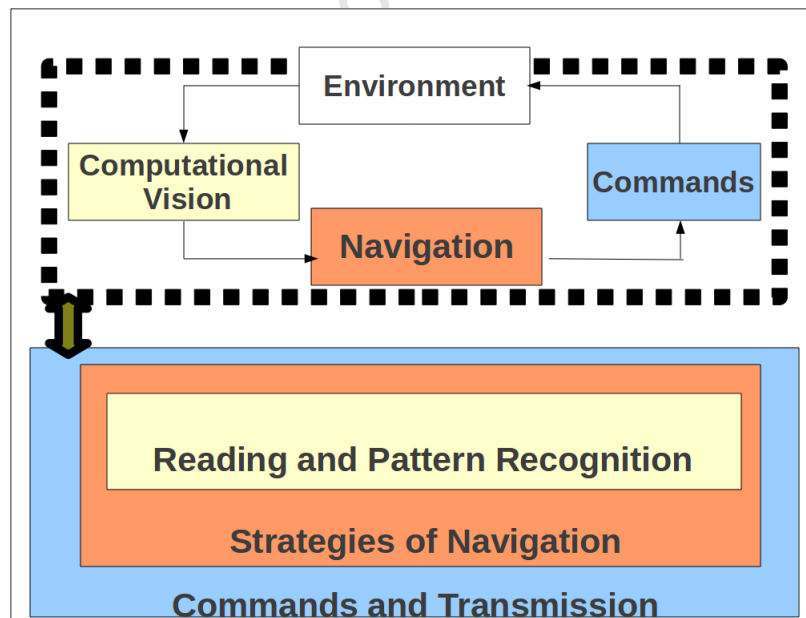 Environment
Computational
Vision
Commands
Navigation
Reading and Pattern Recognition
Strategies of Navigation
Commands and Transmission